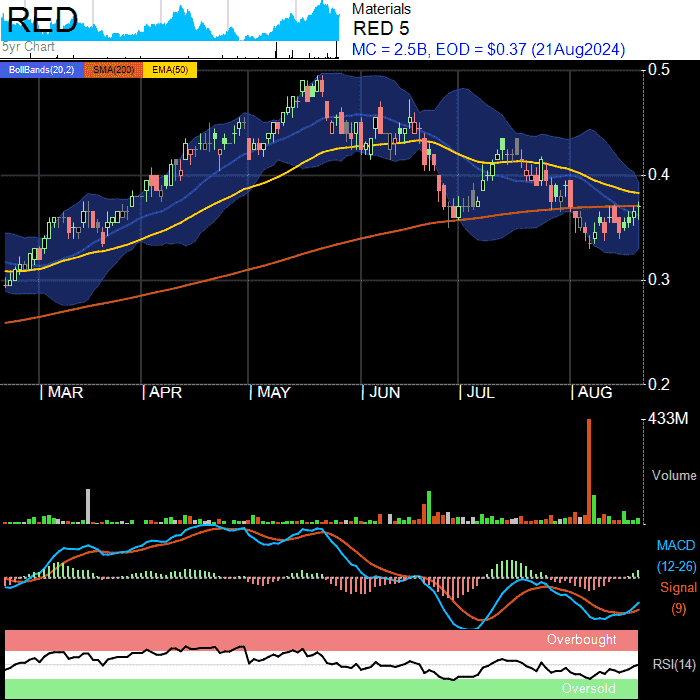 RED
5yr Chart
Materials
RED 5
MC = 2.5B, EOD = $0.37 (21Aug2024)
BollBands(20,2) SMA(200) EMA(50)
0.5
0.4
0.3
0.2
MAR APR MAY JUN JUL AUG
433M
Volume
MACD
(12-26)
Signal
(9)
Overbought
RSI(14)
Oversold